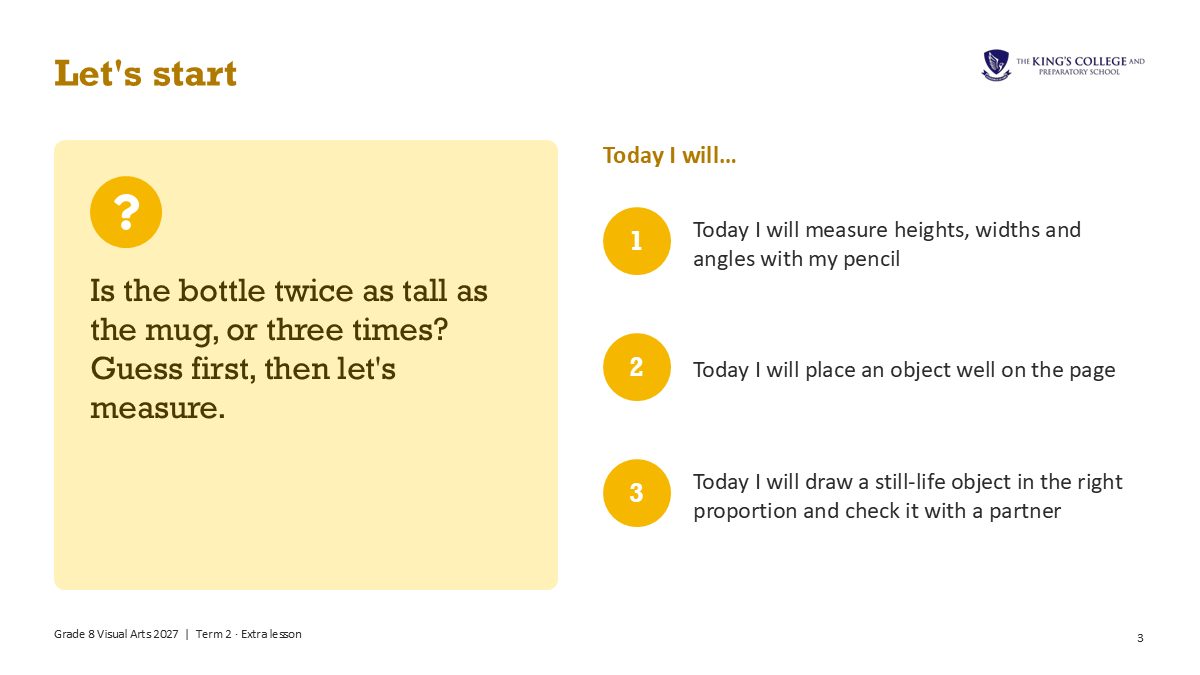 Let's start
THE KING'S COLLEGE AND
PREPARATORY SCHOOL
?
Is the bottle twice as tall as
the mug, or three times?
Guess first, then let's
measure.
Today I will...
1
Today I will measure heights, widths and
angles with my pencil
2
Today I will place an object well on the page
3
Today I will draw a still-life object in the right
proportion and check it with a partner
Grade 8 Visual Arts 2027 | Term 2 · Extra lesson
3